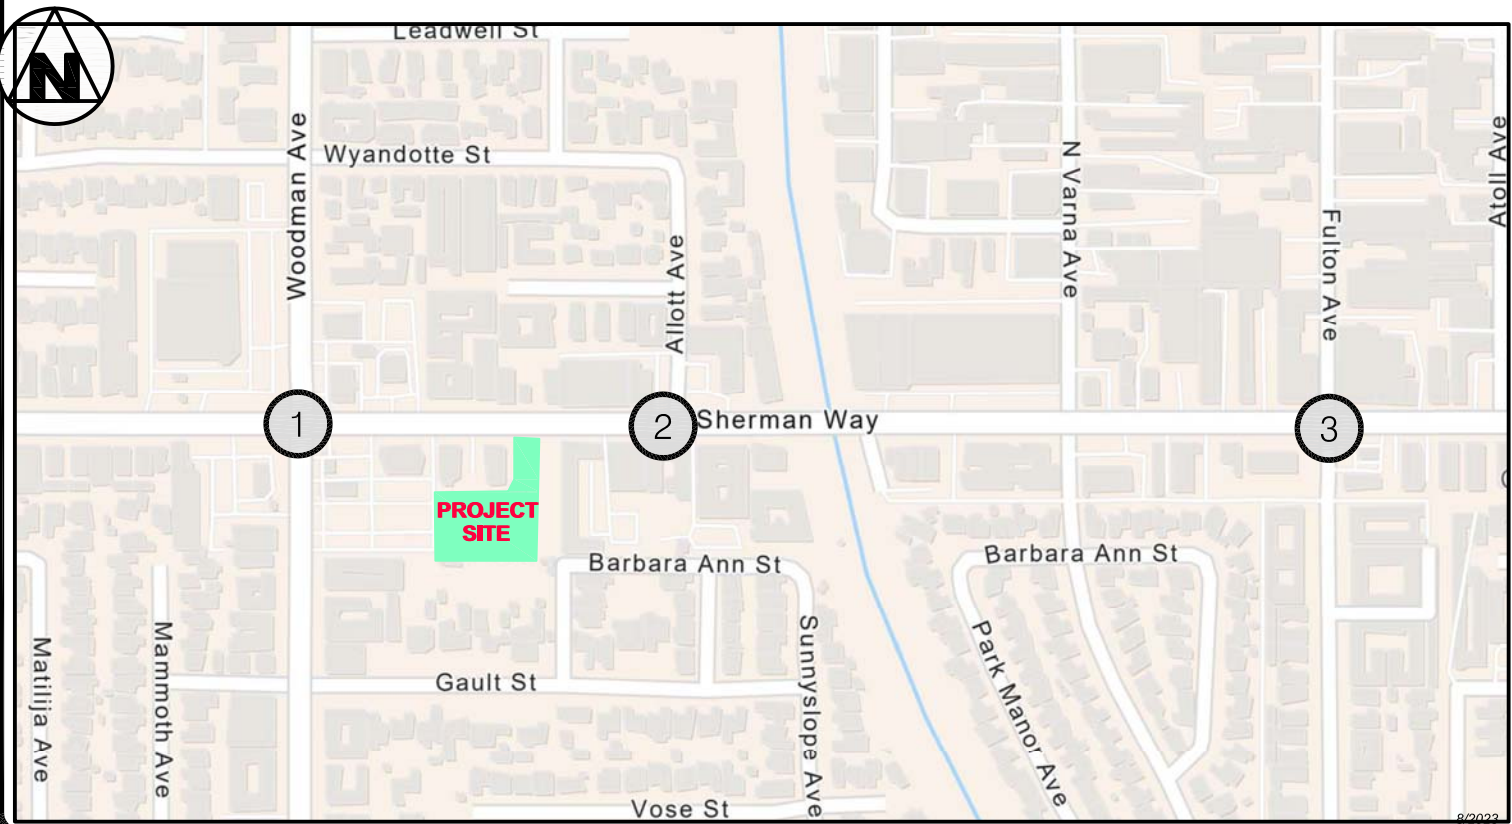 N
Leadwell St
Woodman Ave
Wyandotte St
Allott Ave
N Varna Ave
Fulton Ave
Atoll Ave
1
2
Sherman Way
3
PROJECT
SITE
Barbara Ann St
Barbara Ann St
Matilija Ave
Mammoth Ave
Gault St
Sunnyslope Ave
Park Manor Ave
Vose St
8/2023